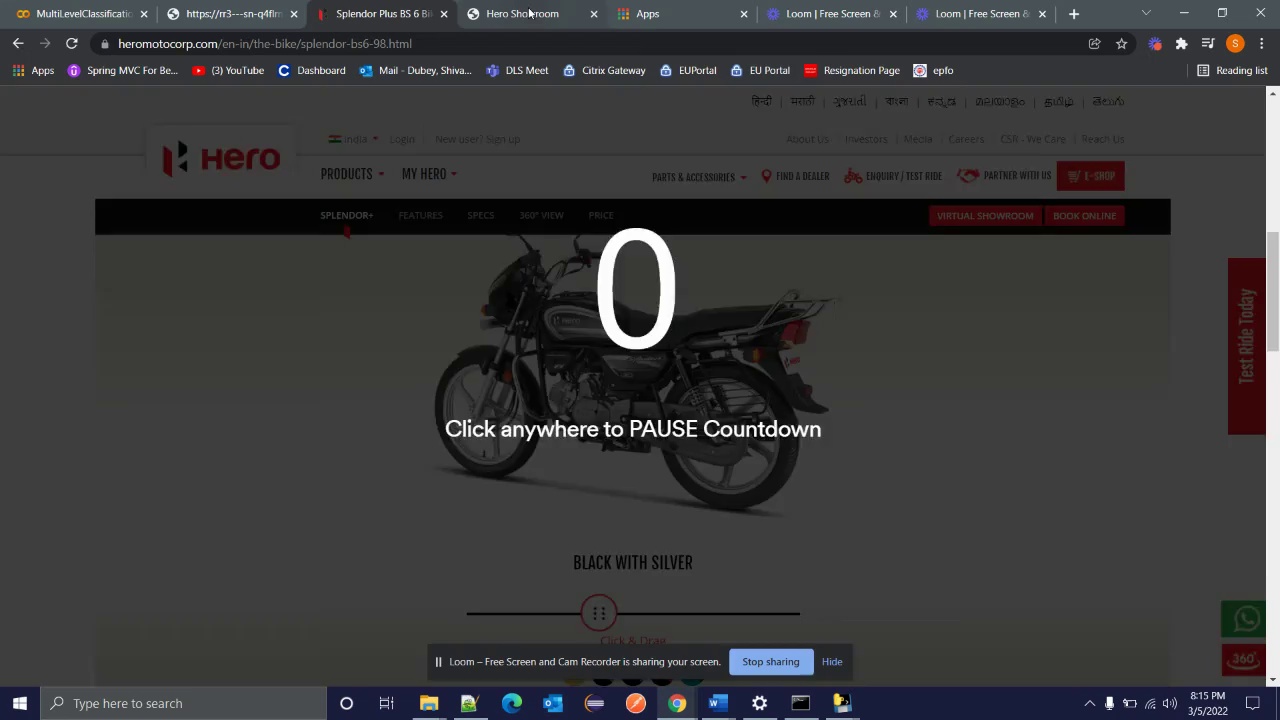 MultiLevelClassificatio
https://rr3---sn-q4flrn
Splendor Plus BS 6 Bik
Hero Showroom
Apps
Loom | Free Screen &
Loom | Free Screen &
heromotocorp.com/en-in/the-bike/splendor-bs6-98.html
S
Apps
Spring MVC For Be...
(3) YouTube
Dashboard
Mail - Dubey, Shiva...
DLS Meet
Citrix Gateway
EUPortal
EU Portal
Resignation Page
epfo
Reading list
हिन्दी
मराठी
ગુજરાતી
বাংলা
ಕನ್ನಡ
മലയാളം
தமிழ்
తెలుగు
India
Login
New user? Sign up
About Us
Investors
Media
Careers
CSR - We Care
Reach Us
Hero
PRODUCTS
MY HERO
PARTS & ACCESSORIES
FIND A DEALER
ENQUIRY / TEST RIDE
PARTNER WITH US
E-SHOP
SPLENDOR+
FEATURES
SPECS
360° VIEW
PRICE
VIRTUAL SHOWROOM
BOOK ONLINE
0
Click anywhere to PAUSE Countdown
Test Ride Today
BLACK WITH SILVER
Click & Drag
360°
Loom – Free Screen and Cam Recorder is sharing your screen.
Stop sharing
Hide
Type here to search
8:15 PM
3/5/2022